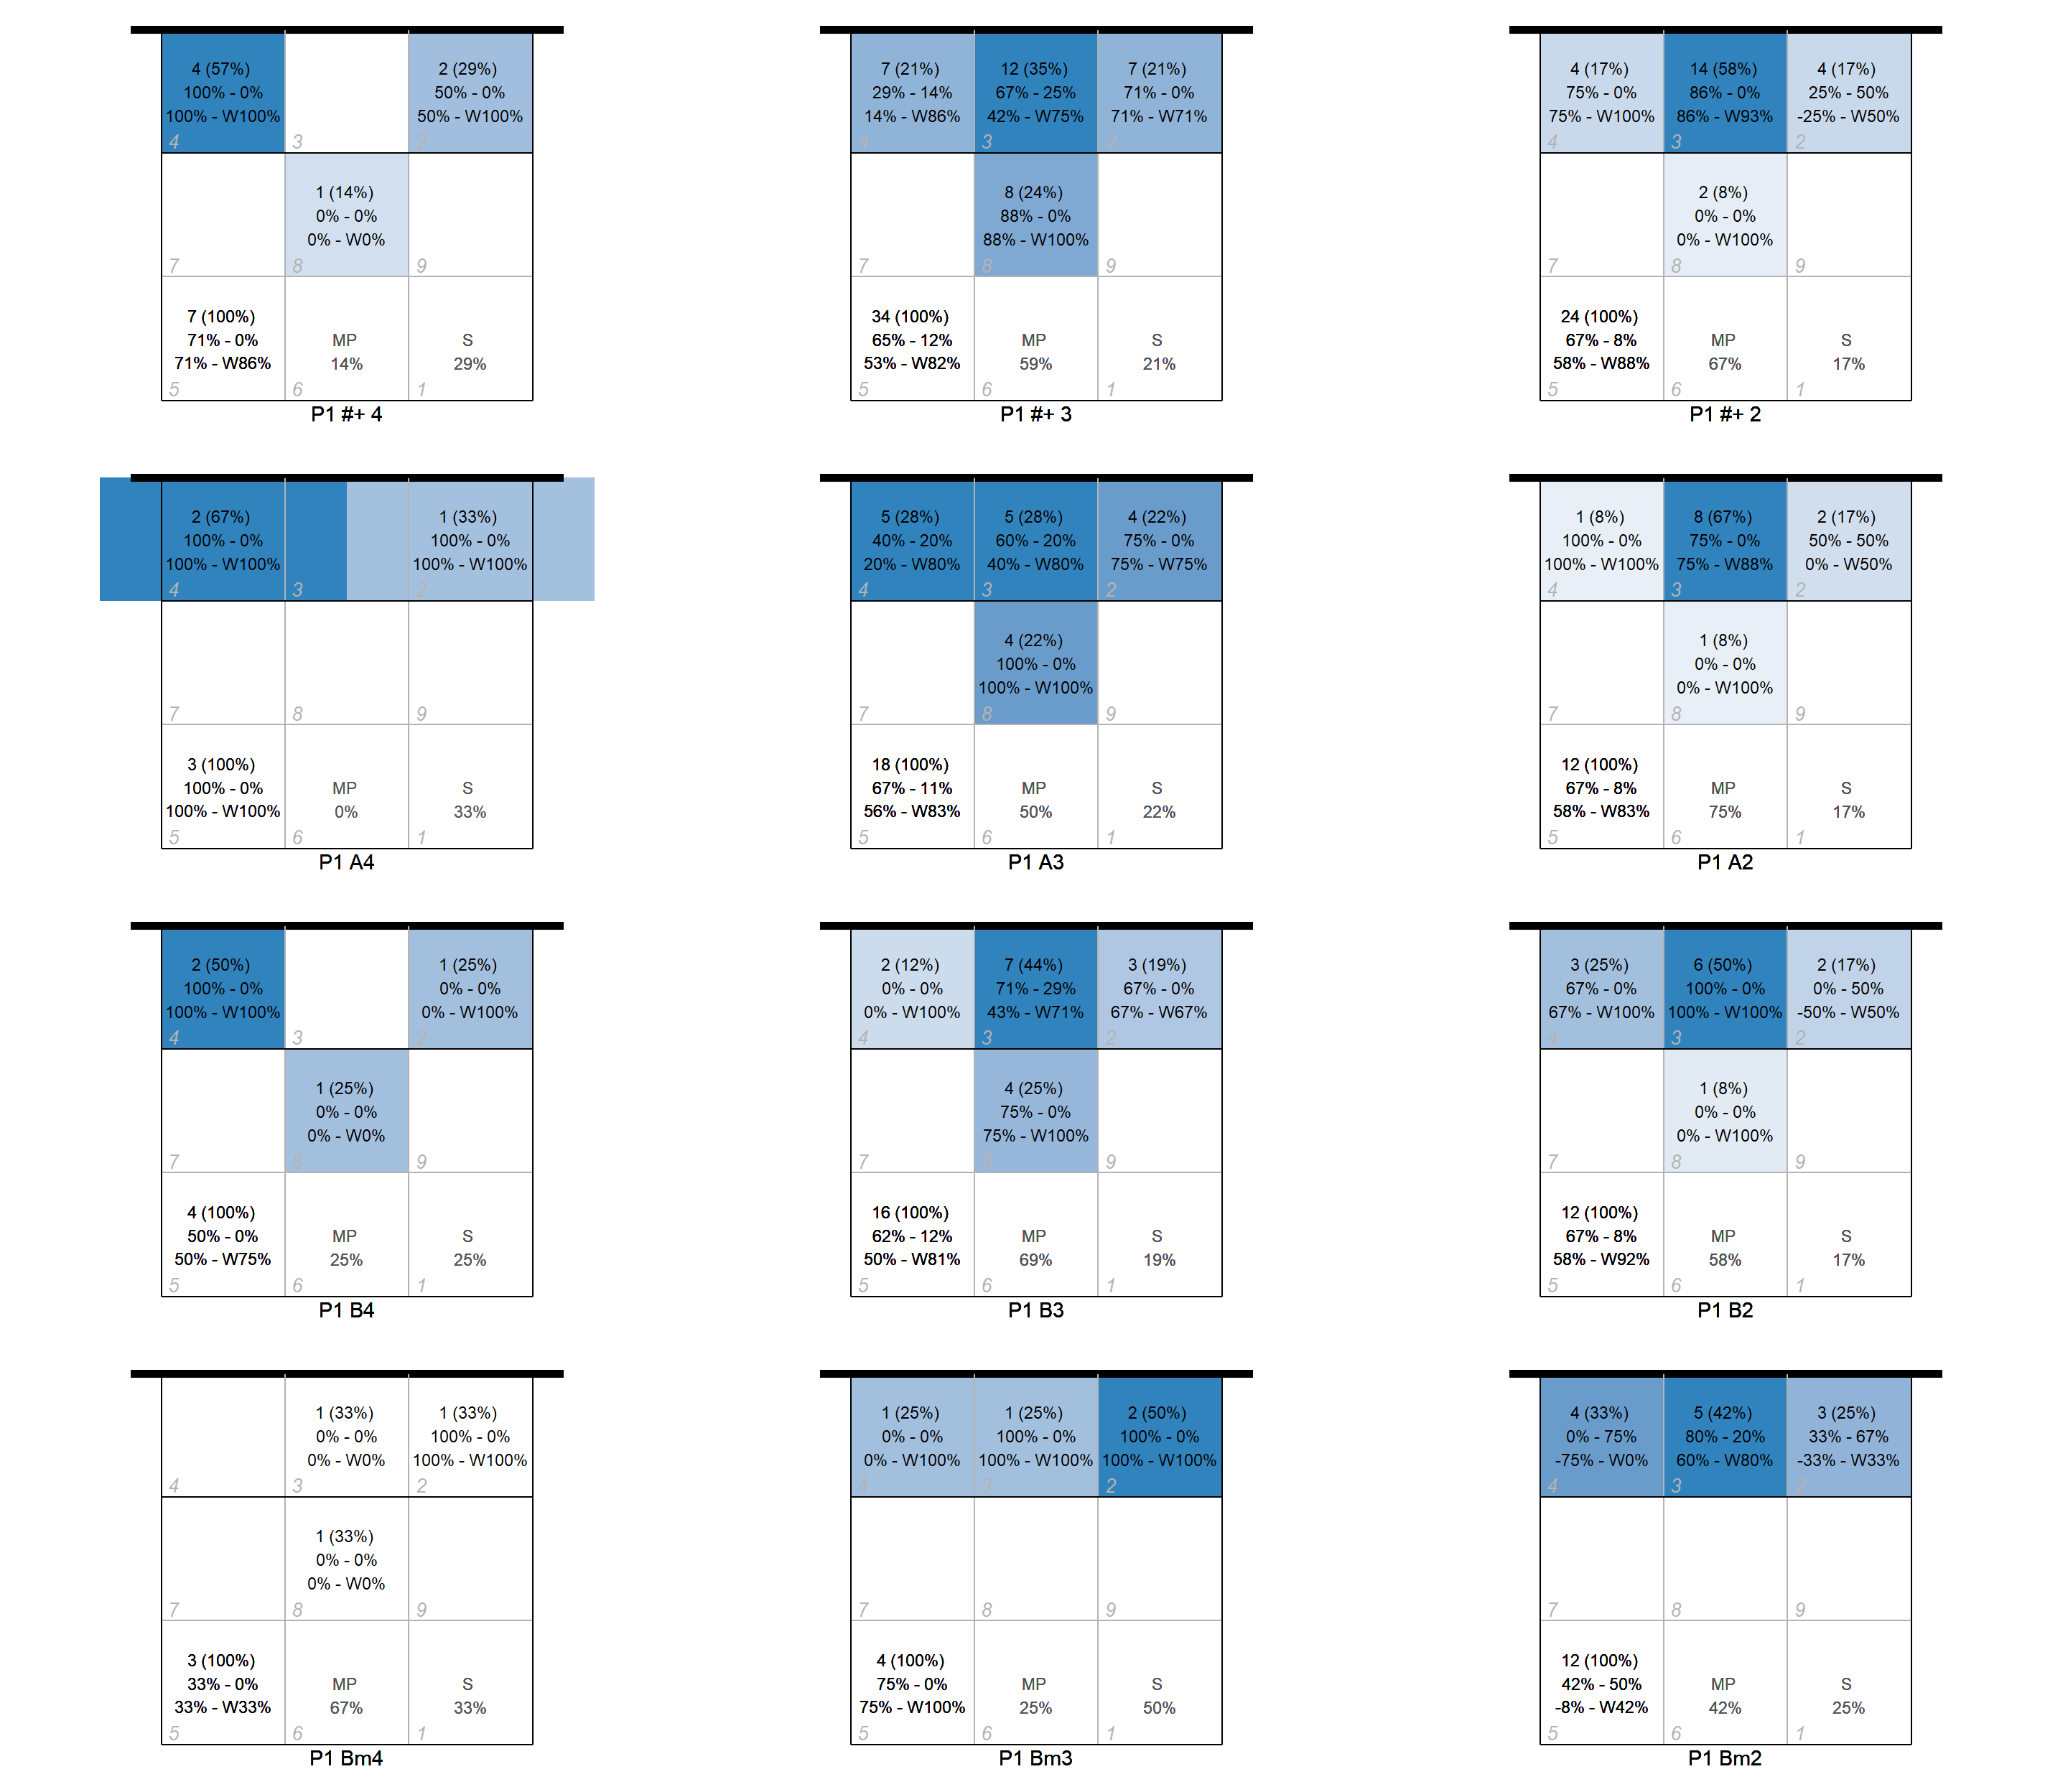 4 (57%)
100% - 0%
100% - W100%
4
3
2 (29%)
50% - 0%
50% - W100%
2
7
1 (14%)
0% - 0%
0% - W0%
8
9
7 (100%)
71% - 0%
71% - W86%
5
MP
14%
6
S
29%
1
P1 #+ 4
7 (21%)
29% - 14%
14% - W86%
4
12 (35%)
67% - 25%
42% - W75%
3
7 (21%)
71% - 0%
71% - W71%
2
7
8 (24%)
88% - 0%
88% - W100%
8
9
34 (100%)
65% - 12%
53% - W82%
5
MP
59%
6
S
21%
1
P1 #+ 3
4 (17%)
75% - 0%
75% - W100%
4
14 (58%)
86% - 0%
86% - W93%
3
4 (17%)
25% - 50%
-25% - W50%
2
7
2 (8%)
0% - 0%
0% - W100%
8
9
24 (100%)
67% - 8%
58% - W88%
5
MP
67%
6
S
17%
1
P1 #+ 2
2 (67%)
100% - 0%
100% - W100%
4
3
1 (33%)
100% - 0%
100% - W100%
2
7
8
9
3 (100%)
100% - 0%
100% - W100%
5
MP
0%
6
S
33%
1
P1 A4
5 (28%)
40% - 20%
20% - W80%
4
5 (28%)
60% - 20%
40% - W80%
3
4 (22%)
75% - 0%
75% - W75%
2
7
4 (22%)
100% - 0%
100% - W100%
8
9
18 (100%)
67% - 11%
56% - W83%
5
MP
50%
6
S
22%
1
P1 A3
1 (8%)
100% - 0%
100% - W100%
4
8 (67%)
75% - 0%
75% - W88%
3
2 (17%)
50% - 50%
0% - W50%
2
7
1 (8%)
0% - 0%
0% - W100%
8
9
12 (100%)
67% - 8%
58% - W83%
5
MP
75%
6
S
17%
1
P1 A2
2 (50%)
100% - 0%
100% - W100%
4
3
1 (25%)
0% - 0%
0% - W100%
2
7
1 (25%)
0% - 0%
0% - W0%
8
9
4 (100%)
50% - 0%
50% - W75%
5
MP
25%
6
S
25%
1
P1 B4
2 (12%)
0% - 0%
0% - W100%
4
7 (44%)
71% - 29%
43% - W71%
3
3 (19%)
67% - 0%
67% - W67%
2
7
4 (25%)
75% - 0%
75% - W100%
8
9
16 (100%)
62% - 12%
50% - W81%
5
MP
69%
6
S
19%
1
P1 B3
3 (25%)
67% - 0%
67% - W100%
4
6 (50%)
100% - 0%
100% - W100%
3
2 (17%)
0% - 50%
-50% - W50%
2
7
1 (8%)
0% - 0%
0% - W100%
8
9
12 (100%)
67% - 8%
58% - W92%
5
MP
58%
6
S
17%
1
P1 B2
4
1 (33%)
0% - 0%
0% - W0%
3
1 (33%)
100% - 0%
100% - W100%
2
7
1 (33%)
0% - 0%
0% - W0%
8
9
3 (100%)
33% - 0%
33% - W33%
5
MP
67%
6
S
33%
1
P1 Bm4
1 (25%)
0% - 0%
0% - W100%
4
1 (25%)
100% - 0%
100% - W100%
3
2 (50%)
100% - 0%
100% - W100%
2
7
8
9
4 (100%)
75% - 0%
75% - W100%
5
MP
25%
6
S
50%
1
P1 Bm3
4 (33%)
0% - 75%
-75% - W0%
4
5 (42%)
80% - 20%
60% - W80%
3
3 (25%)
33% - 67%
-33% - W33%
2
7
8
9
12 (100%)
42% - 50%
-8% - W42%
5
MP
42%
6
S
25%
1
P1 Bm2